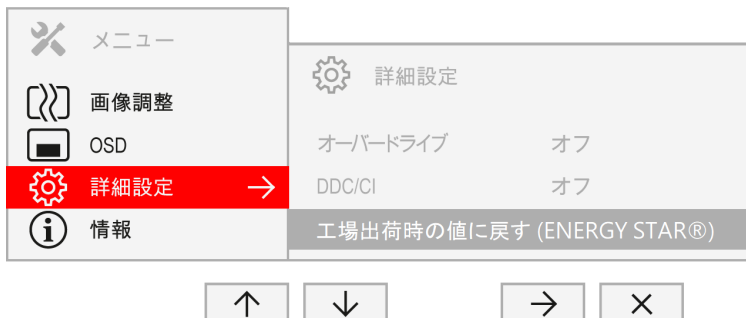 メニュー
画像調整
OSD
詳細設定
情報
詳細設定
オーバードライブ オフ
DDC/CI オフ
工場出荷時の値に戻す (ENERGY STAR®)